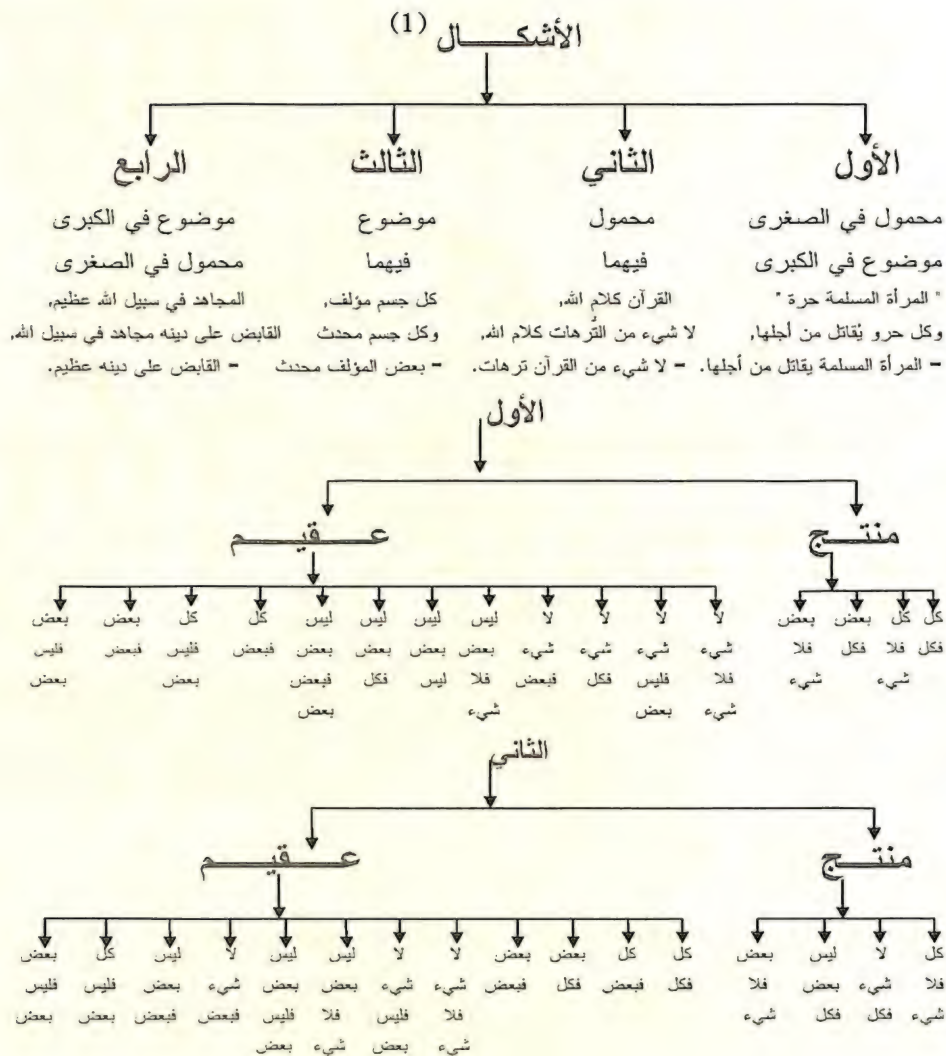 الأشكال (1)
الأول الثاني الثالث الرابع
محمول في الصغرى محمول موضوع موضوع في الكبرى
موضوع في الكبرى فيهما فيهما محمول في الصغرى
" المرأة المسلمة حرة " القرآن كلام الله, كل جسم مؤلف, المجاهد في سبيل الله عظيم,
وكل حرو يُقاتل من أجلها, لا شيء من التُّرهات كلام الله, وكل جسم محدث القابض على دينه مجاهد في سبيل الله,
– المرأة المسلمة يقاتل من أجلها. – لا شيء من القرآن ترهات. – بعض المؤلف محدث – القابض على دينه عظيم.
الأول
منتج عقيم
كل كل بعض بعض لا لا لا لا ليس ليس ليس ليس كل كل بعض بعض
فكل فلا فكل فلا شيء شيء شيء شيء بعض بعض بعض بعض فبعض فليس فبعض فليس
شيء شيء فلا فليس فكل فبعض فلا ليس فكل فبعض بعض بعض
شيء بعض شيء بعض
الثاني
منتج عقيم
كل لا ليس بعض كل كل بعض بعض لا لا ليس ليس لا ليس كل بعض
فلا شيء بعض فلا فكل فبعض فكل فبعض شيء شيء بعض بعض شيء بعض فليس فليس
شيء فكل فكل شيء فلا فليس فلا فليس فبعض فبعض بعض بعض
شيء بعض شيء بعض